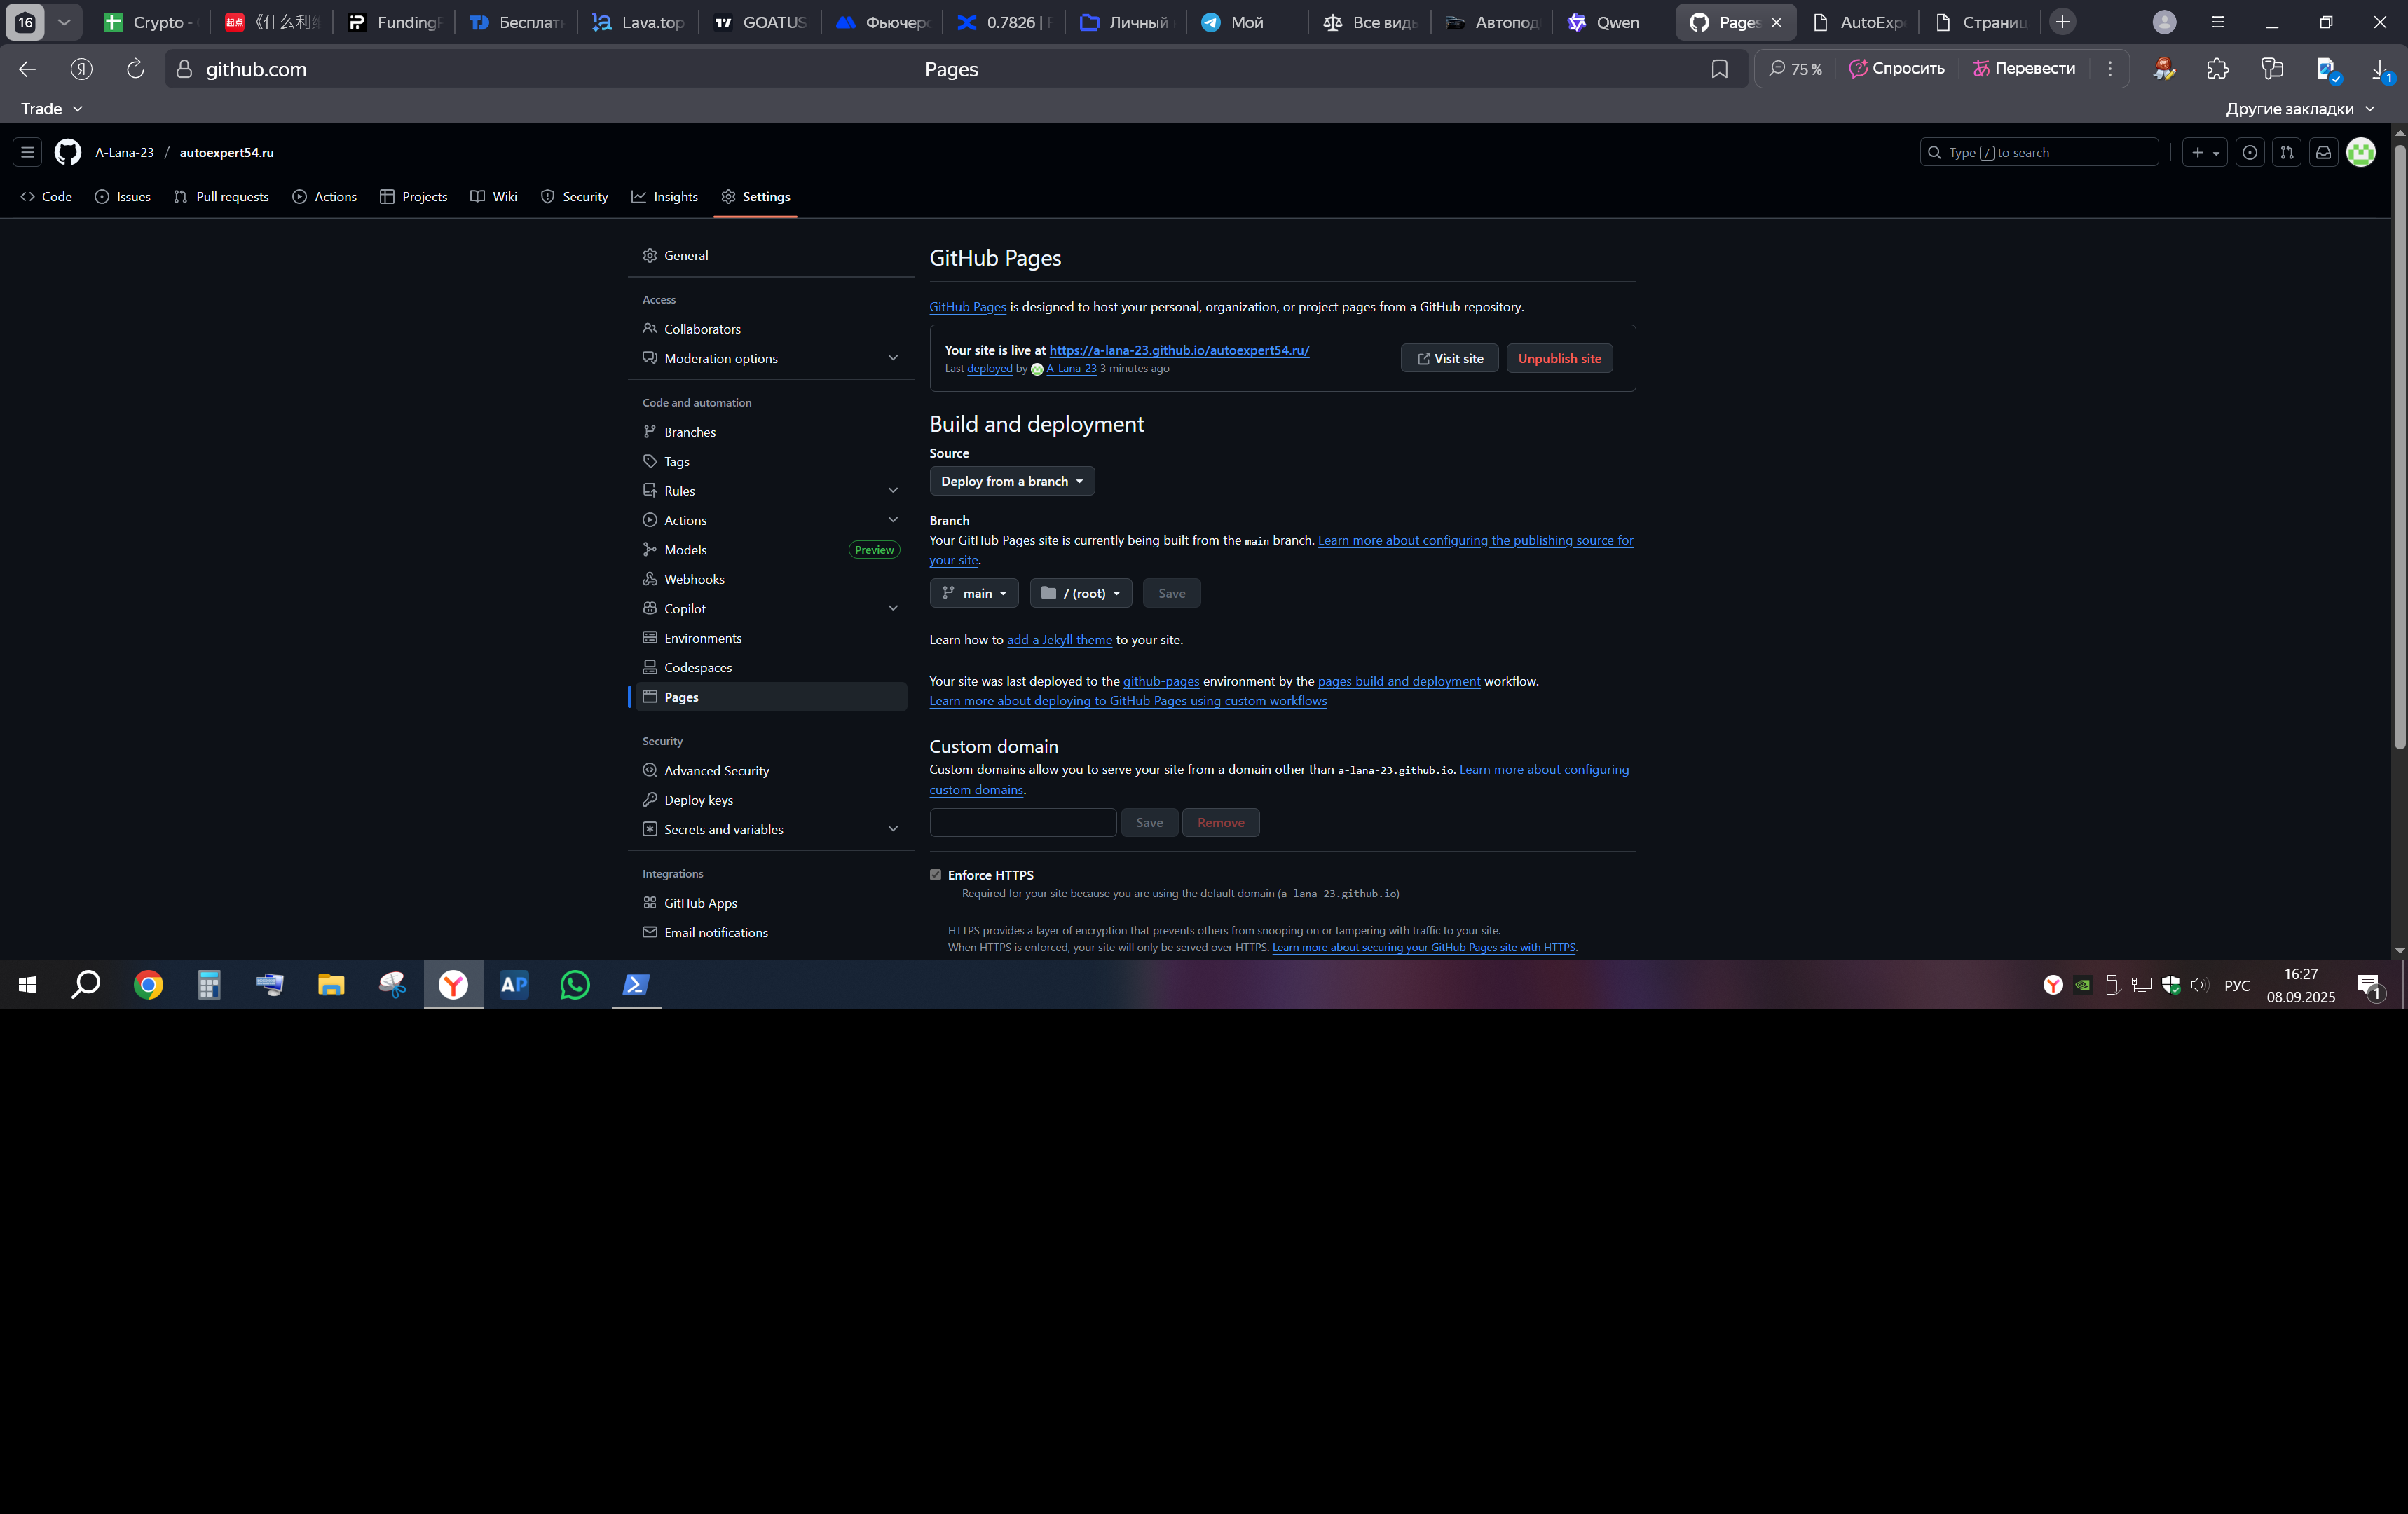 16
Crypto -
《什么利
Funding
Бесплат
Lava.top
GOATUS
Фьючер
0.7826 |
Личный
Мой
Все виды
Автопод
Qwen
Pages
AutoExp
Страниц
github.com
Pages
75 %
Спросить
Перевести
1
Trade
Другие закладки
A-Lana-23 / autoexpert54.ru
Type / to search
Code
Issues
Pull requests
Actions
Projects
Wiki
Security
Insights
Settings
General
Access
Collaborators
Moderation options
Code and automation
Branches
Tags
Rules
Actions
Models
Preview
Webhooks
Copilot
Environments
Codespaces
Pages
Security
Advanced Security
Deploy keys
Secrets and variables
Integrations
GitHub Apps
Email notifications
GitHub Pages
GitHub Pages is designed to host your personal, organization, or project pages from a GitHub repository.
Your site is live at https://a-lana-23.github.io/autoexpert54.ru/
Last deployed by A-Lana-23 3 minutes ago
Visit site
Unpublish site
Build and deployment
Source
Deploy from a branch
Branch
Your GitHub Pages site is currently being built from the main branch. Learn more about configuring the publishing source for
your site.
main
/ (root)
Save
Learn how to add a Jekyll theme to your site.
Your site was last deployed to the github-pages environment by the pages build and deployment workflow.
Learn more about deploying to GitHub Pages using custom workflows
Custom domain
Custom domains allow you to serve your site from a domain other than a-lana-23.github.io. Learn more about configuring
custom domains.
Save
Remove
Enforce HTTPS
— Required for your site because you are using the default domain (a-lana-23.github.io)
HTTPS provides a layer of encryption that prevents others from snooping on or tampering with traffic to your site.
When HTTPS is enforced, your site will only be served over HTTPS. Learn more about securing your GitHub Pages site with HTTPS.
AP
РУС
16:27
08.09.2025
1